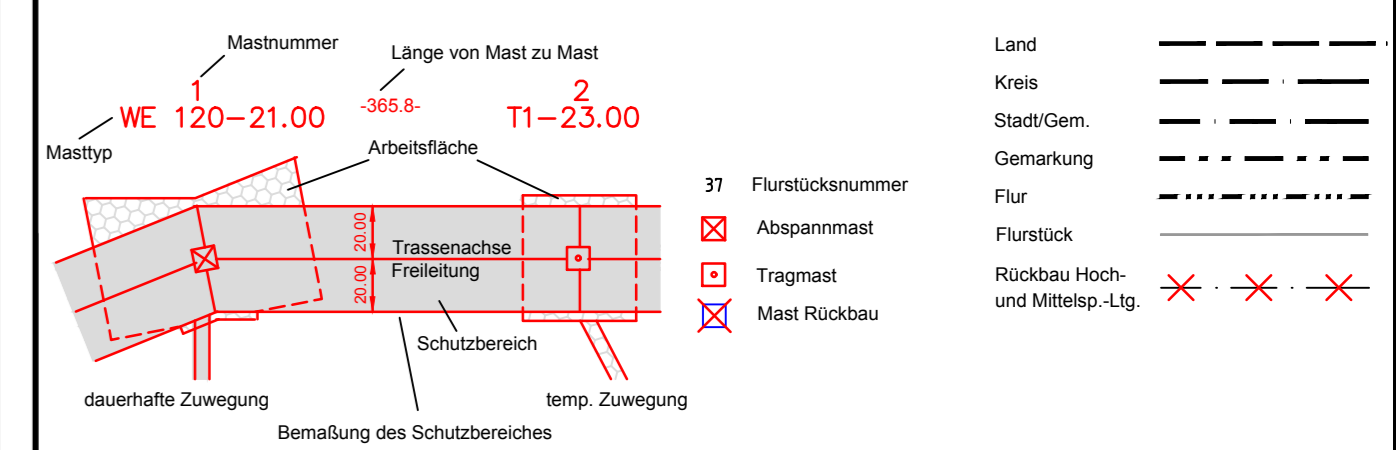 Mastnummer
Länge von Mast zu Mast
1
WE 120-21.00
-365.8-
2
T1-23.00
Masttyp
Arbeitsfläche
20.00
20.00
Trassenachse
Freileitung
Schutzbereich
dauerhafte Zuwegung
temp. Zuwegung
Bemaßung des Schutzbereiches
37 Flurstücksnummer
Abspannmast
Tragmast
Mast Rückbau
Land
Kreis
Stadt/Gem.
Gemarkung
Flur
Flurstück
Rückbau Hoch-
und Mittelsp.-Ltg.